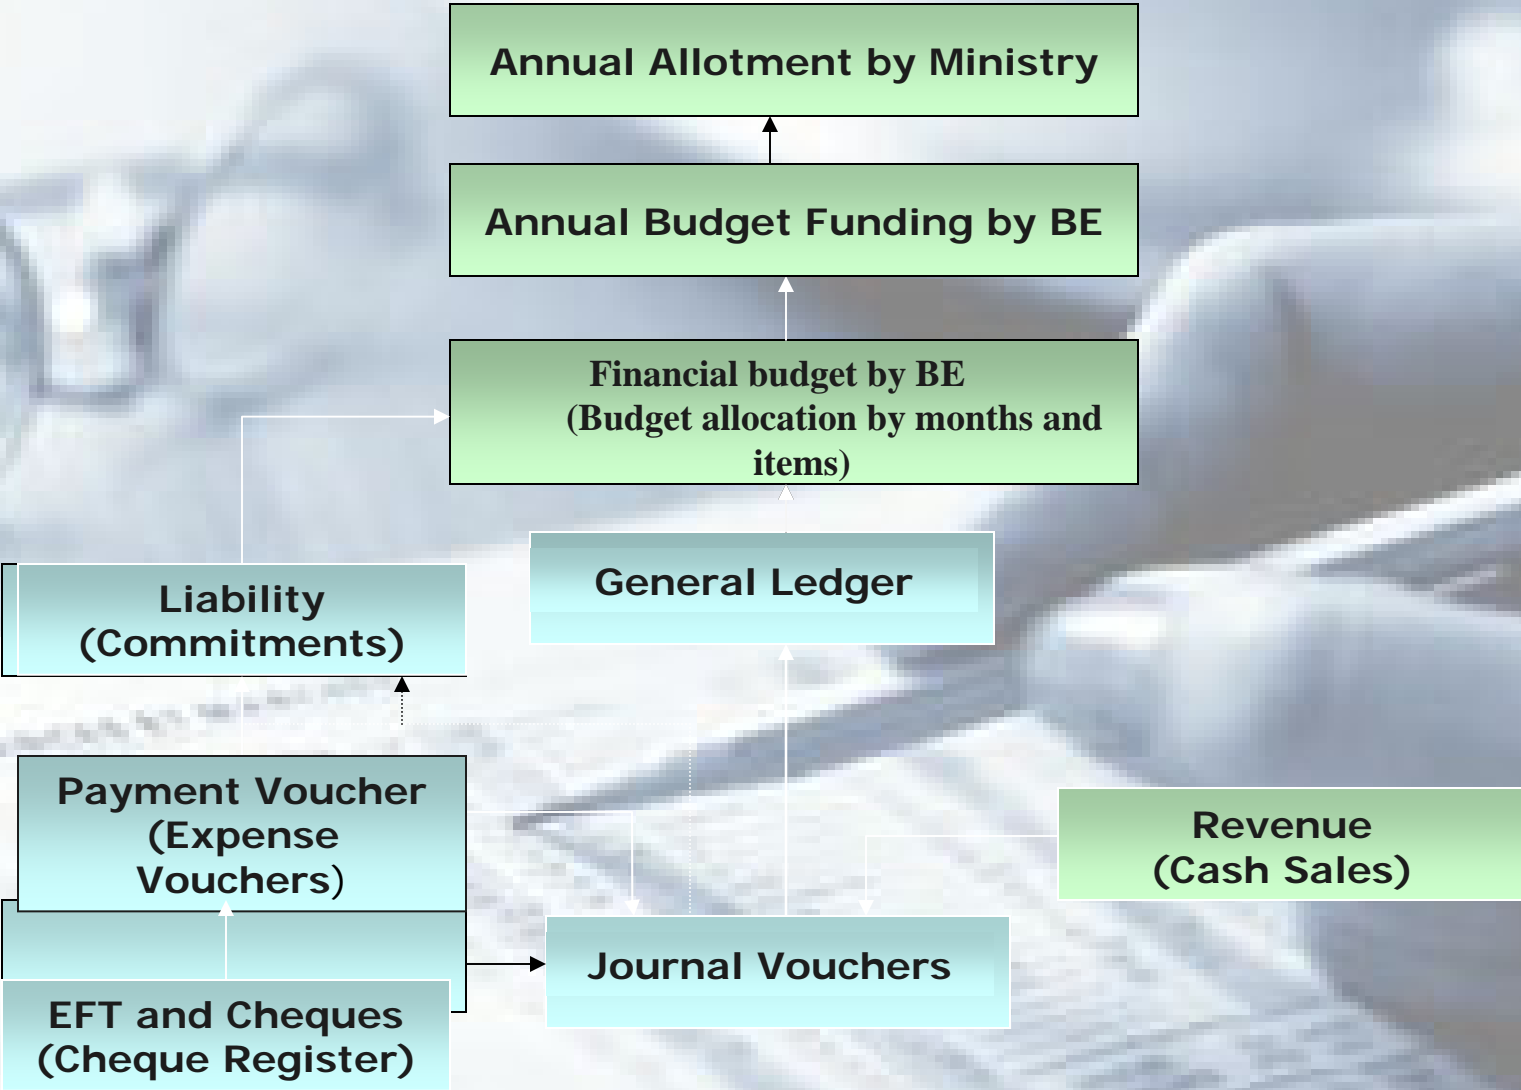 Annual Allotment by Ministry
Annual Budget Funding by BE
Financial budget by BE
(Budget allocation by months and
items)
General Ledger
Liability
(Commitments)
Payment Voucher
(Expense
Vouchers)
Revenue
(Cash Sales)
Journal Vouchers
EFT and Cheques
(Cheque Register)